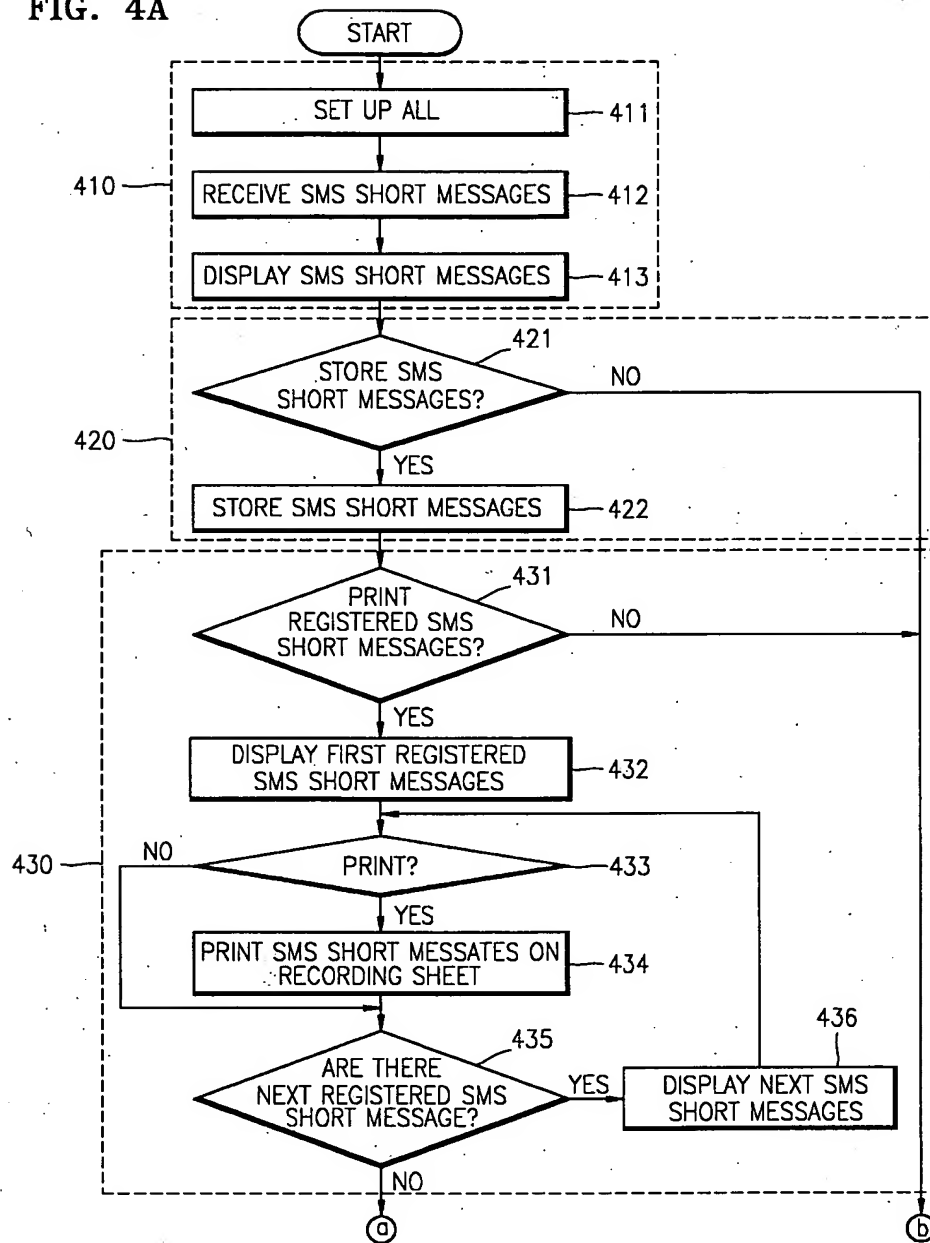 FIG. 4A
START
SET UP ALL
411
410
RECEIVE SMS SHORT MESSAGES
412
DISPLAY SMS SHORT MESSAGES
413
421
STORE SMS
SHORT MESSAGES?
NO
420
YES
STORE SMS SHORT MESSAGES
422
431
PRINT
REGISTERED SMS
SHORT MESSAGES?
NO
YES
DISPLAY FIRST REGISTERED
SMS SHORT MESSAGES
432
430
NO
PRINT?
433
YES
PRINT SMS SHORT MESSATES ON
RECORDING SHEET
434
435
436
ARE THERE
NEXT REGISTERED SMS
SHORT MESSAGE?
YES
DISPLAY NEXT SMS
SHORT MESSAGES
NO
a
b